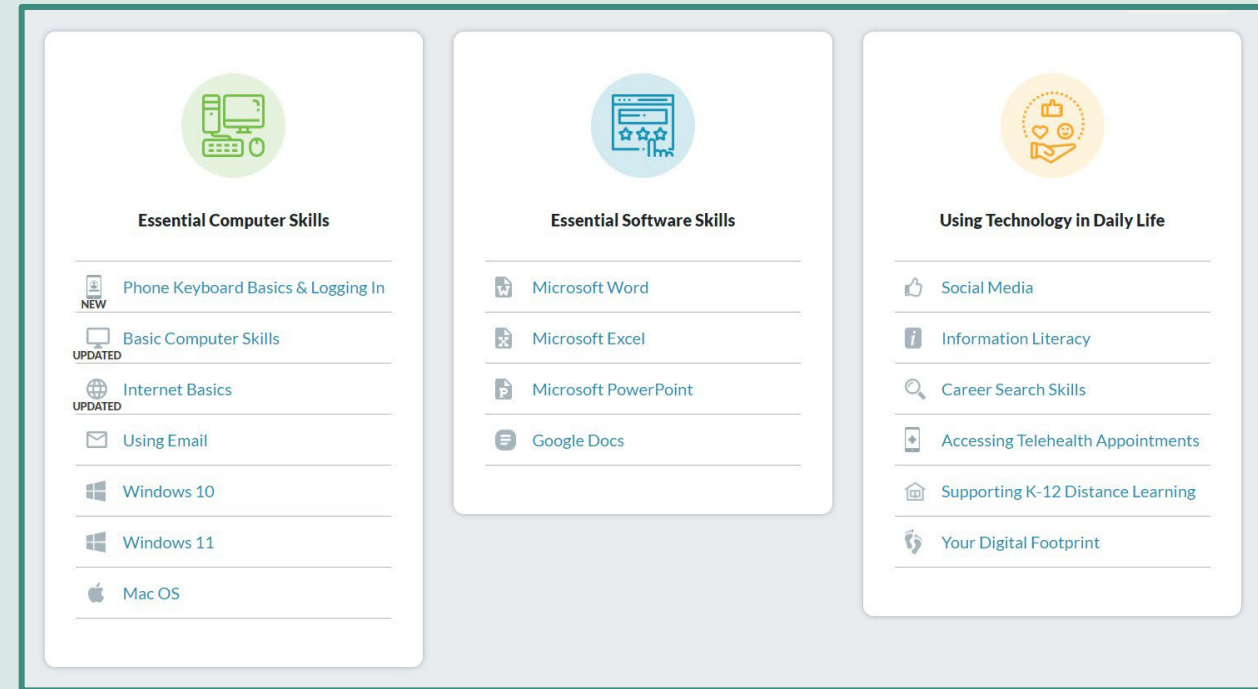 Essential Computer Skills
Phone Keyboard Basics & Logging In
NEW
Basic Computer Skills
UPDATED
Internet Basics
UPDATED
Using Email
Windows 10
Windows 11
Mac OS
Essential Software Skills
Microsoft Word
Microsoft Excel
Microsoft PowerPoint
Google Docs
Using Technology in Daily Life
Social Media
Information Literacy
Career Search Skills
Accessing Telehealth Appointments
Supporting K-12 Distance Learning
Your Digital Footprint